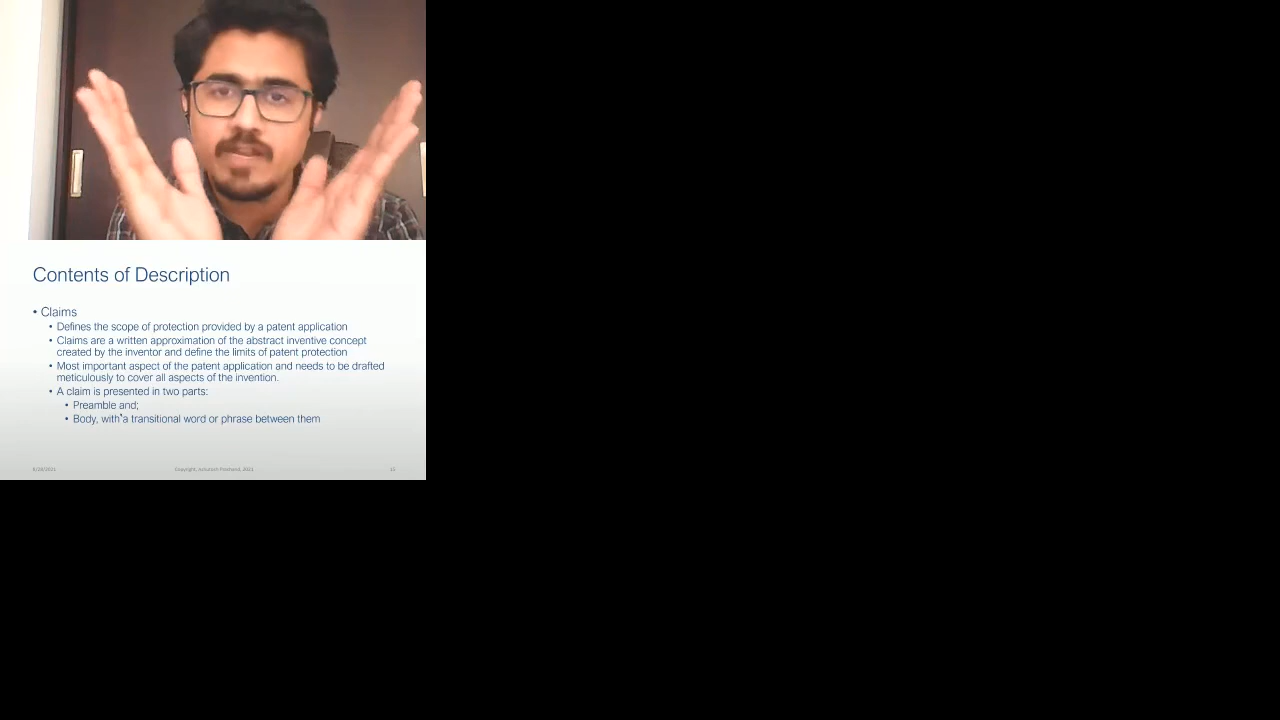 Contents of Description
• Claims
• Defines the scope of protection provided by a patent application
• Claims are a written approximation of the abstract inventive concept
created by the inventor and define the limits of patent protection
• Most important aspect of the patent application and needs to be drafted
meticulously to cover all aspects of the invention.
• A claim is presented in two parts:
• Preamble and;
• Body, with a transitional word or phrase between them
Copyright,